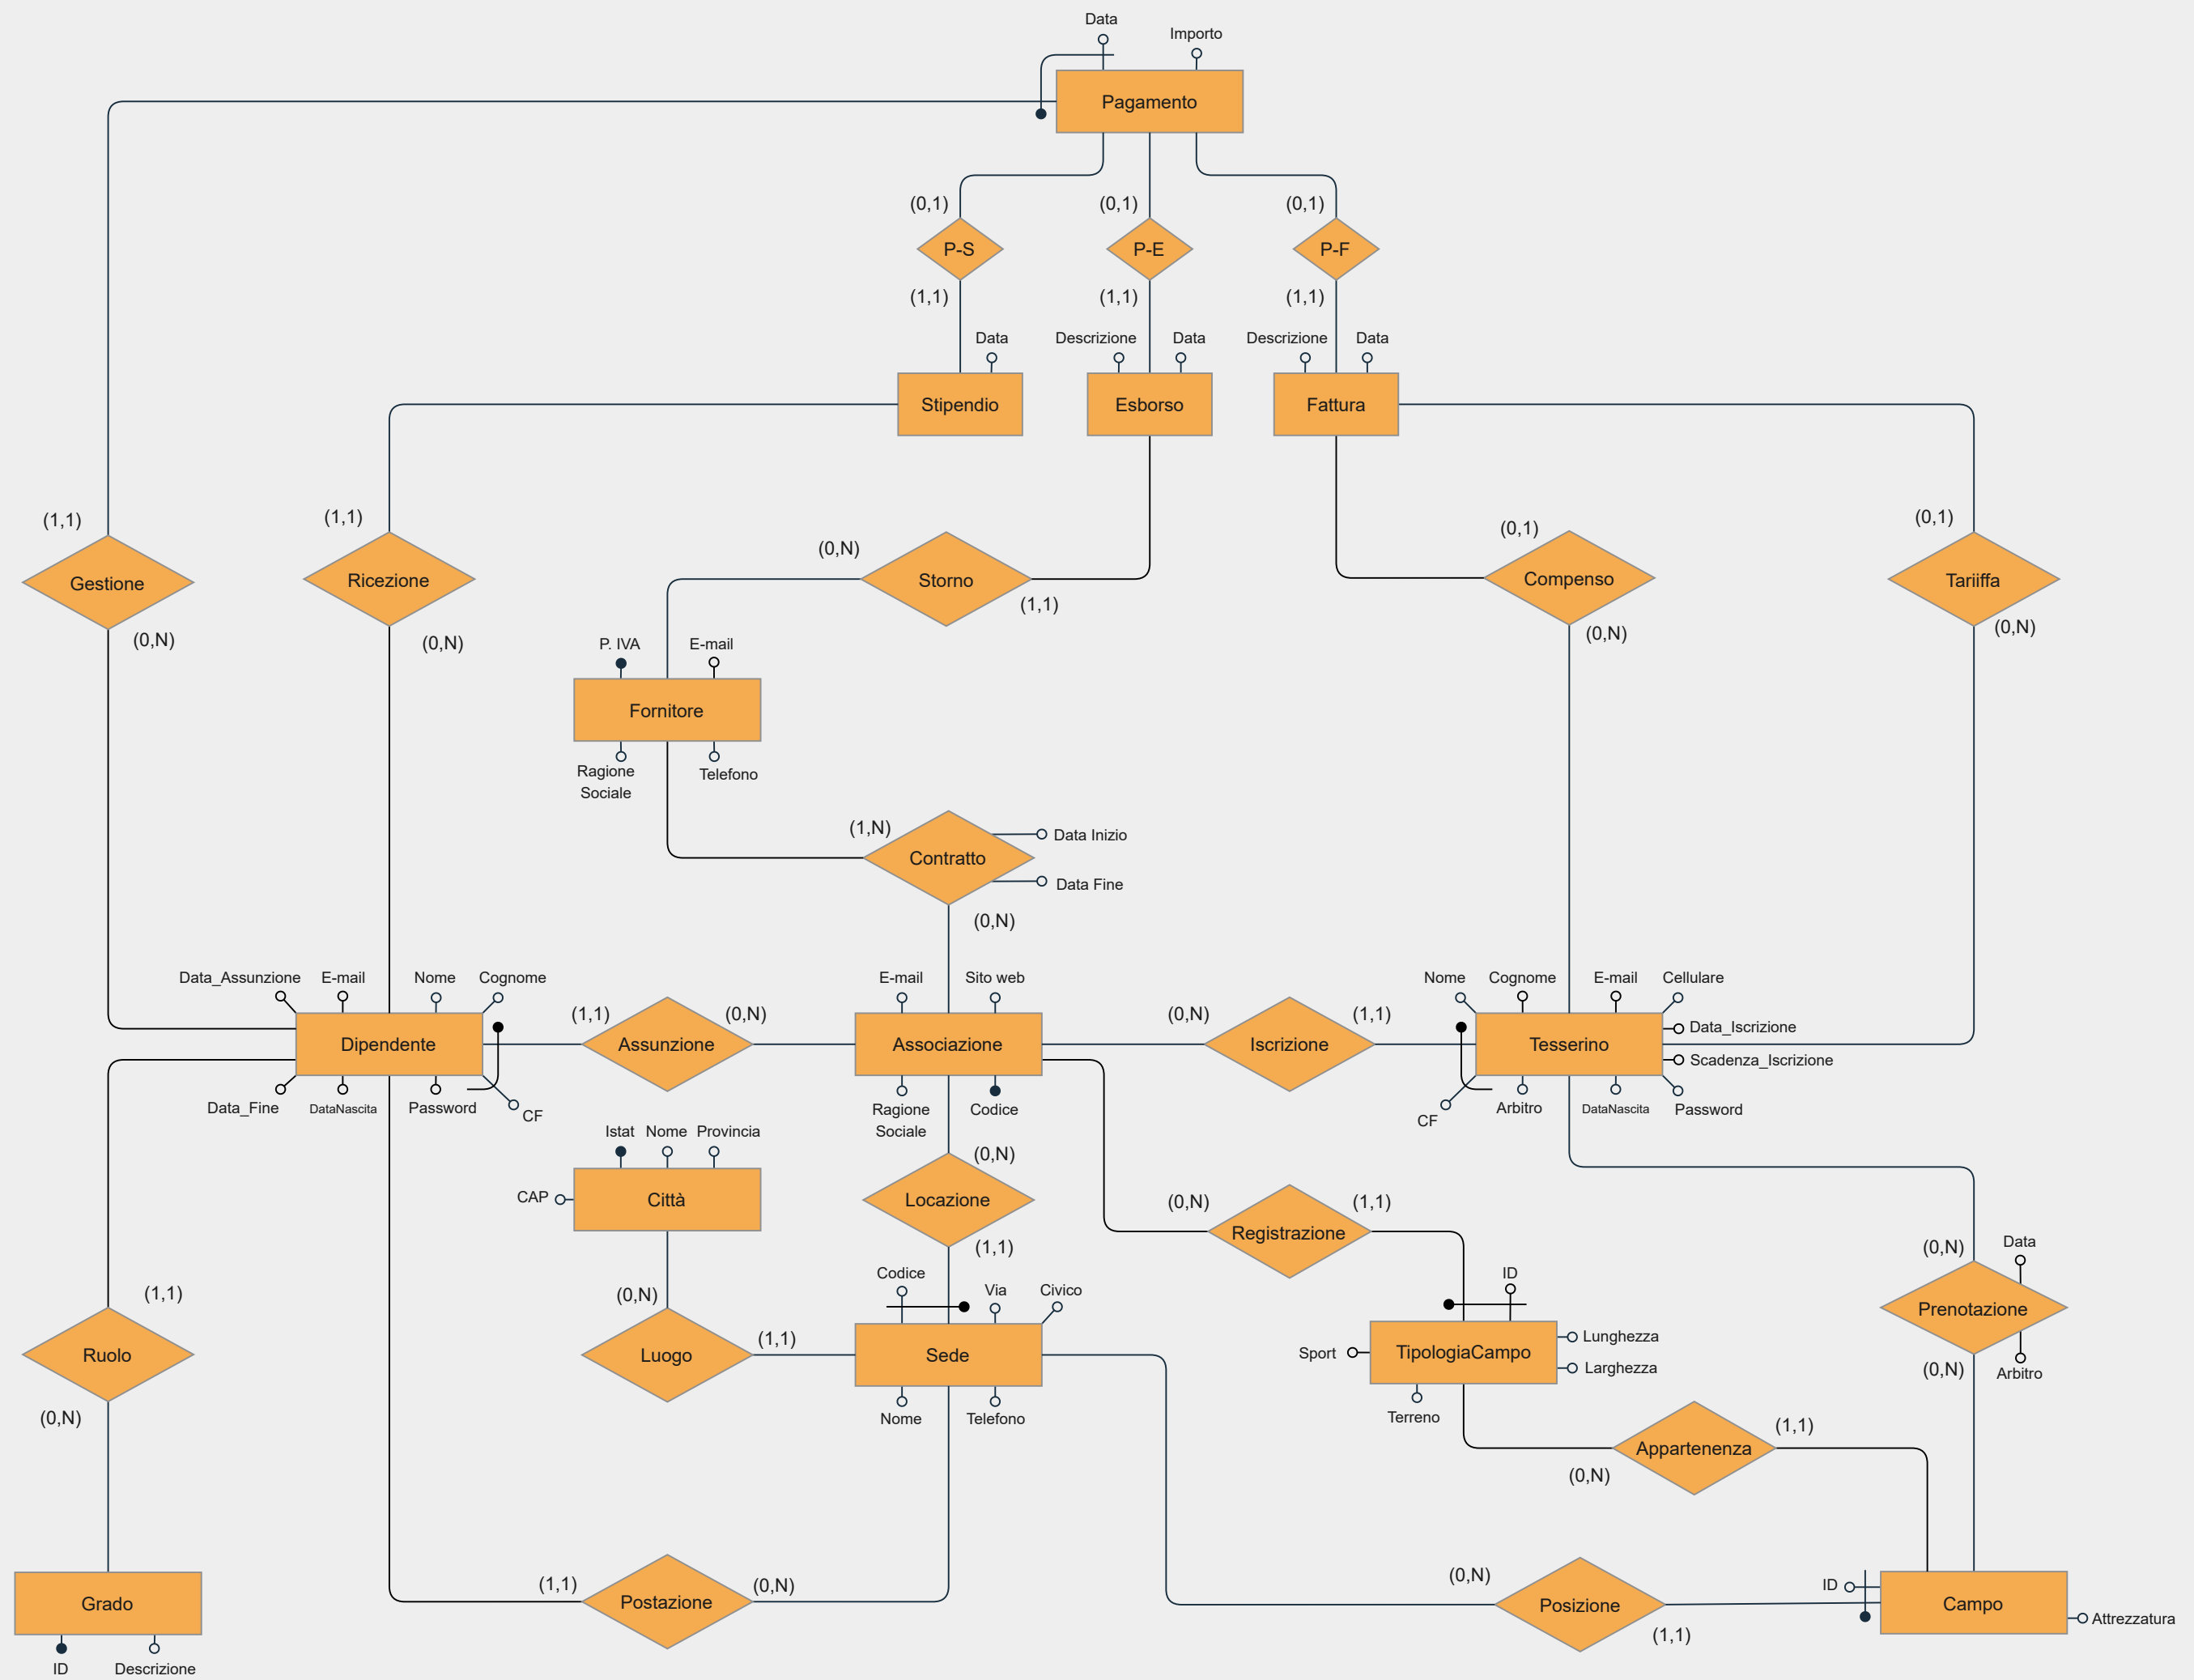 Data
Importo
Pagamento
(0,1)
(0,1)
(0,1)
P-S
P-E
P-F
(1,1)
(1,1)
(1,1)
Data
Descrizione
Data
Descrizione
Data
Stipendio
Esborso
Fattura
(1,1)
(1,1)
(0,N)
(0,1)
(0,1)
Gestione
Ricezione
Storno
Compenso
Tariiffa
(1,1)
(0,N)
(0,N)
(0,N)
(0,N)
P. IVA
E-mail
Fornitore
Ragione
Sociale
Telefono
(1,N)
Data Inizio
Contratto
Data Fine
(0,N)
Data_Assunzione
E-mail
Nome
Cognome
E-mail
Sito web
Nome
Cognome
E-mail
Cellulare
(1,1)
(0,N)
(0,N)
(1,1)
Data_Iscrizione
Dipendente
Assunzione
Associazione
Iscrizione
Tesserino
Scadenza_Iscrizione
Data_Fine
DataNascita
Password
CF
Ragione
Sociale
Codice
CF
Arbitro
DataNascita
Password
Istat
Nome
Provincia
(0,N)
CAP
Città
Locazione
(0,N)
(1,1)
Registrazione
(1,1)
(0,N)
Data
Codice
Via
Civico
ID
(1,1)
(0,N)
Prenotazione
Ruolo
Luogo
(1,1)
Sede
Sport
TipologiaCampo
Lunghezza
Larghezza
(0,N)
Arbitro
(0,N)
Nome
Telefono
Terreno
Appartenenza
(1,1)
(0,N)
(1,1)
(0,N)
(0,N)
ID
Grado
Postazione
Posizione
Campo
(1,1)
Attrezzatura
ID
Descrizione